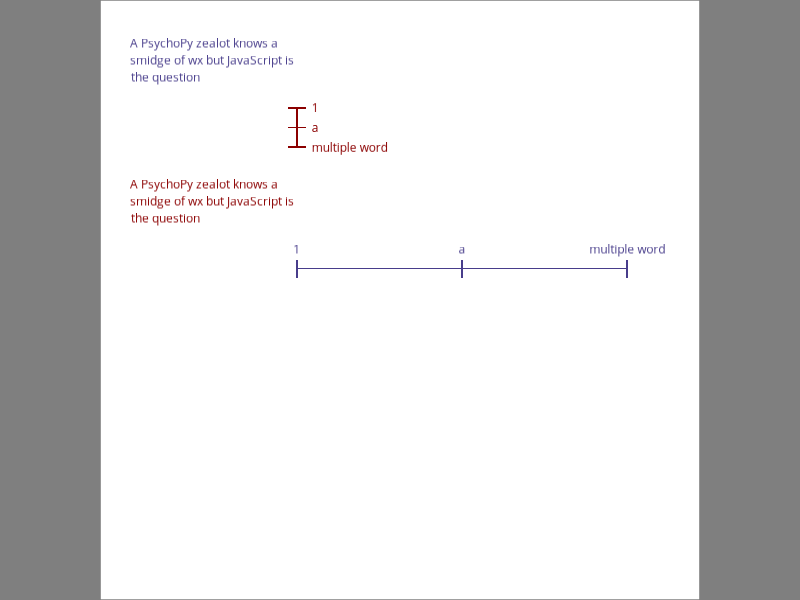 A PsychoPy zealot knows a
smidge of wx but JavaScript is
the question
1
a
multiple word
A PsychoPy zealot knows a
smidge of wx but JavaScript is
the question
1 a multiple word